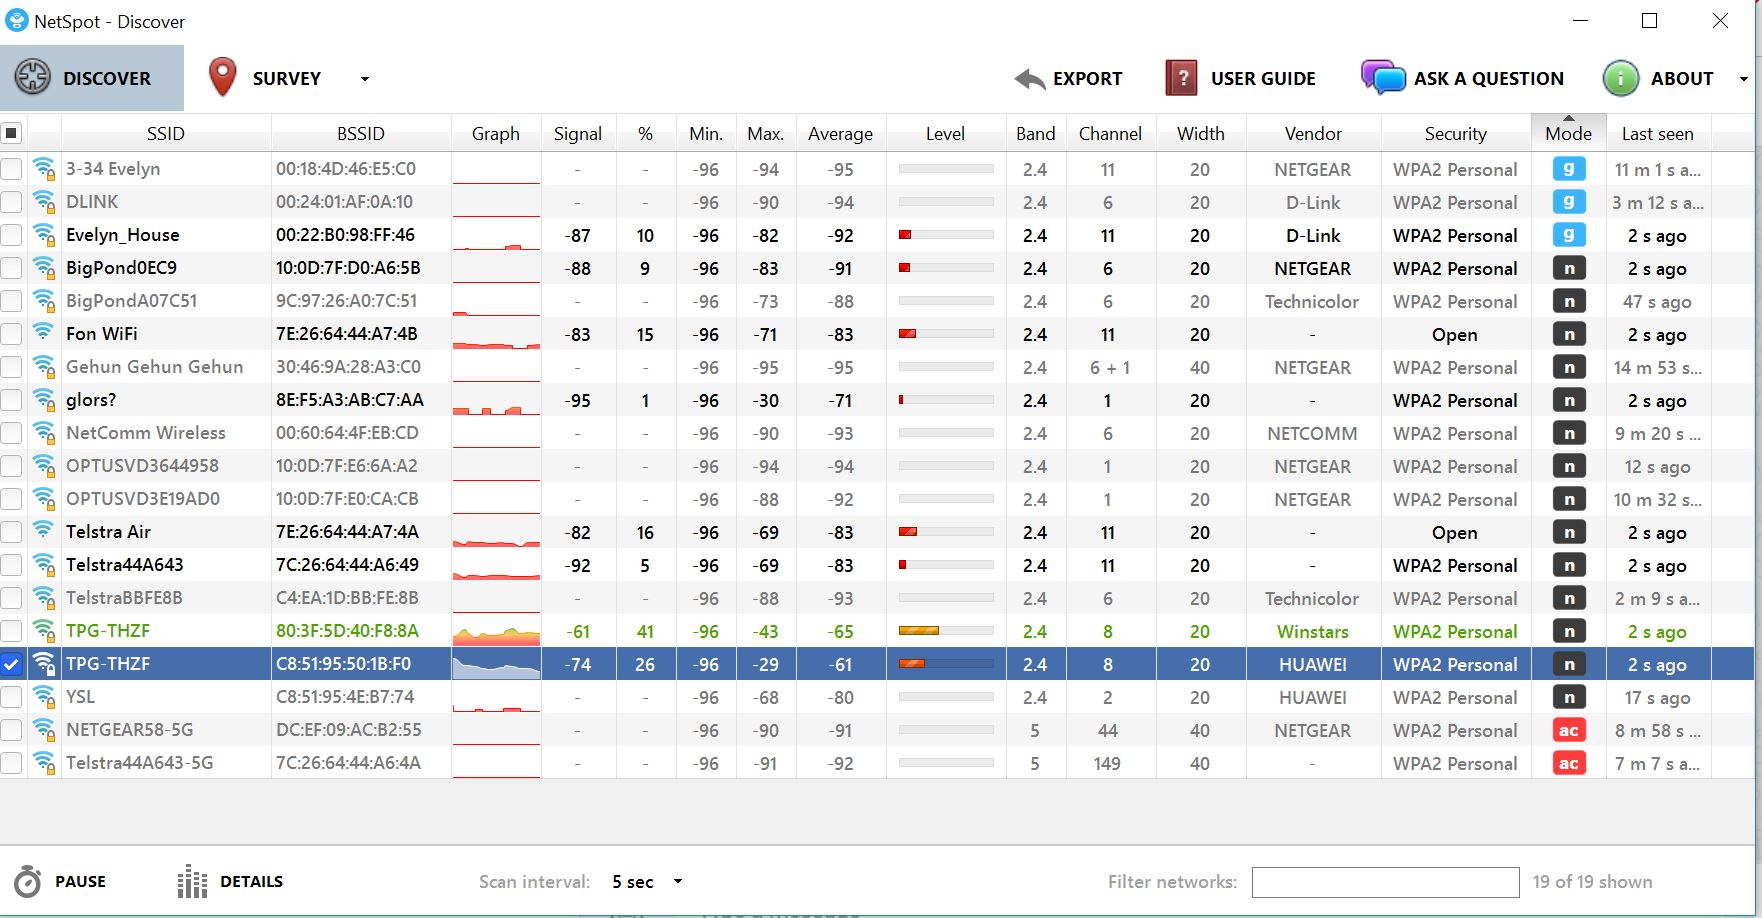 NetSpot - Discover
DISCOVER SURVEY EXPORT ? USER GUIDE ASK A QUESTION i ABOUT
SSID BSSID Graph Signal % Min. Max. Average Level Band Channel Width Vendor Security Mode Last seen
3-34 Evelyn 00:18:4D:46:E5:C0 - - -96 -94 -95 2.4 11 20 NETGEAR WPA2 Personal g 11 m 1 s a...
DLINK 00:24:01:AF:0A:10 - - -96 -90 -94 2.4 6 20 D-Link WPA2 Personal g 3 m 12 s a...
Evelyn_House 00:22:B0:98:FF:46 -87 10 -96 -82 -92 2.4 11 20 D-Link WPA2 Personal g 2 s ago
BigPond0EC9 10:0D:7F:D0:A6:5B -88 9 -96 -83 -91 2.4 6 20 NETGEAR WPA2 Personal n 2 s ago
BigPondA07C51 9C:97:26:A0:7C:51 - - -96 -73 -88 2.4 6 20 Technicolor WPA2 Personal n 47 s ago
Fon WiFi 7E:26:64:44:A7:4B -83 15 -96 -71 -83 2.4 11 20 - Open n 2 s ago
Gehun Gehun Gehun 30:46:9A:28:A3:C0 - - -96 -95 -95 2.4 6 + 1 40 NETGEAR WPA2 Personal n 14 m 53 s...
glors? 8E:F5:A3:AB:C7:AA -95 1 -96 -30 -71 2.4 1 20 - WPA2 Personal n 2 s ago
NetComm Wireless 00:60:64:4F:EB:CD - - -96 -90 -93 2.4 6 20 NETCOMM WPA2 Personal n 9 m 20 s ...
OPTUSVD3644958 10:0D:7F:E6:6A:A2 - - -96 -94 -94 2.4 1 20 NETGEAR WPA2 Personal n 12 s ago
OPTUSVD3E19AD0 10:0D:7F:E0:CA:CB - - -96 -88 -92 2.4 1 20 NETGEAR WPA2 Personal n 10 m 32 s...
Telstra Air 7E:26:64:44:A7:4A -82 16 -96 -69 -83 2.4 11 20 - Open n 2 s ago
Telstra44A643 7C:26:64:44:A6:49 -92 5 -96 -69 -83 2.4 11 20 - WPA2 Personal n 2 s ago
TelstraBBFE8B C4:EA:1D:BB:FE:8B - - -96 -88 -93 2.4 6 20 Technicolor WPA2 Personal n 2 m 9 s a...
TPG-THZF 80:3F:5D:40:F8:8A -61 41 -96 -43 -65 2.4 8 20 Winstars WPA2 Personal n 2 s ago
TPG-THZF C8:51:95:50:1B:F0 -74 26 -96 -29 -61 2.4 8 20 HUAWEI WPA2 Personal n 2 s ago
YSL C8:51:95:4E:B7:74 - - -96 -68 -80 2.4 2 20 HUAWEI WPA2 Personal n 17 s ago
NETGEAR58-5G DC:EF:09:AC:B2:55 - - -96 -90 -91 5 44 40 NETGEAR WPA2 Personal ac 8 m 58 s ...
Telstra44A643-5G 7C:26:64:44:A6:4A - - -96 -91 -92 5 149 40 - WPA2 Personal ac 7 m 7 s a...
PAUSE DETAILS Scan interval: 5 sec Filter networks: 19 of 19 shown